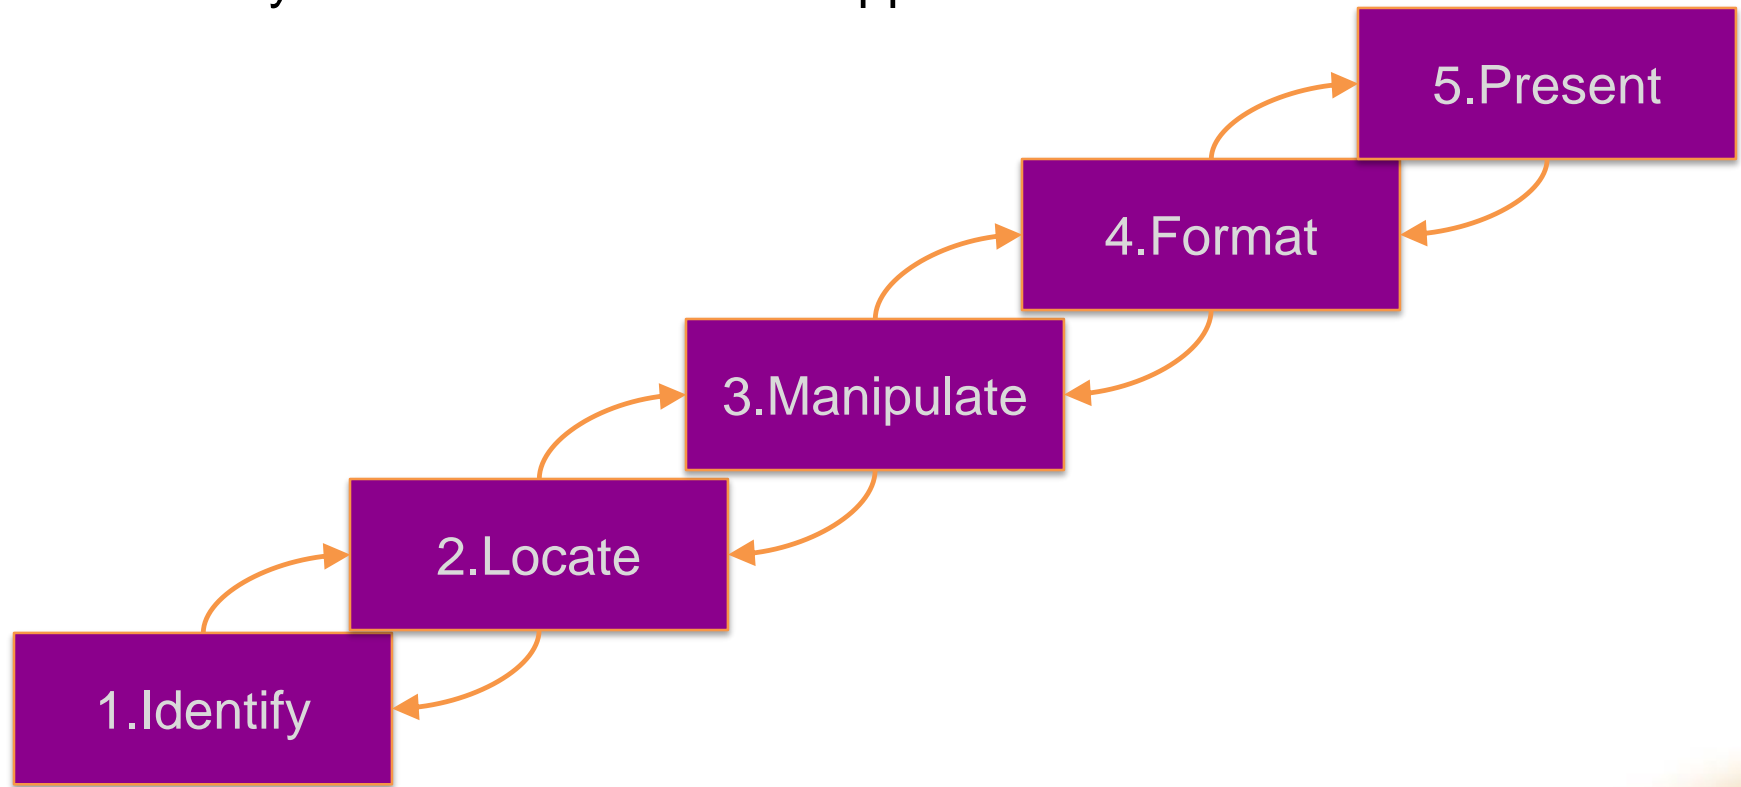 5.Present
4.Format
3.Manipulate
2.Locate
1.Identify